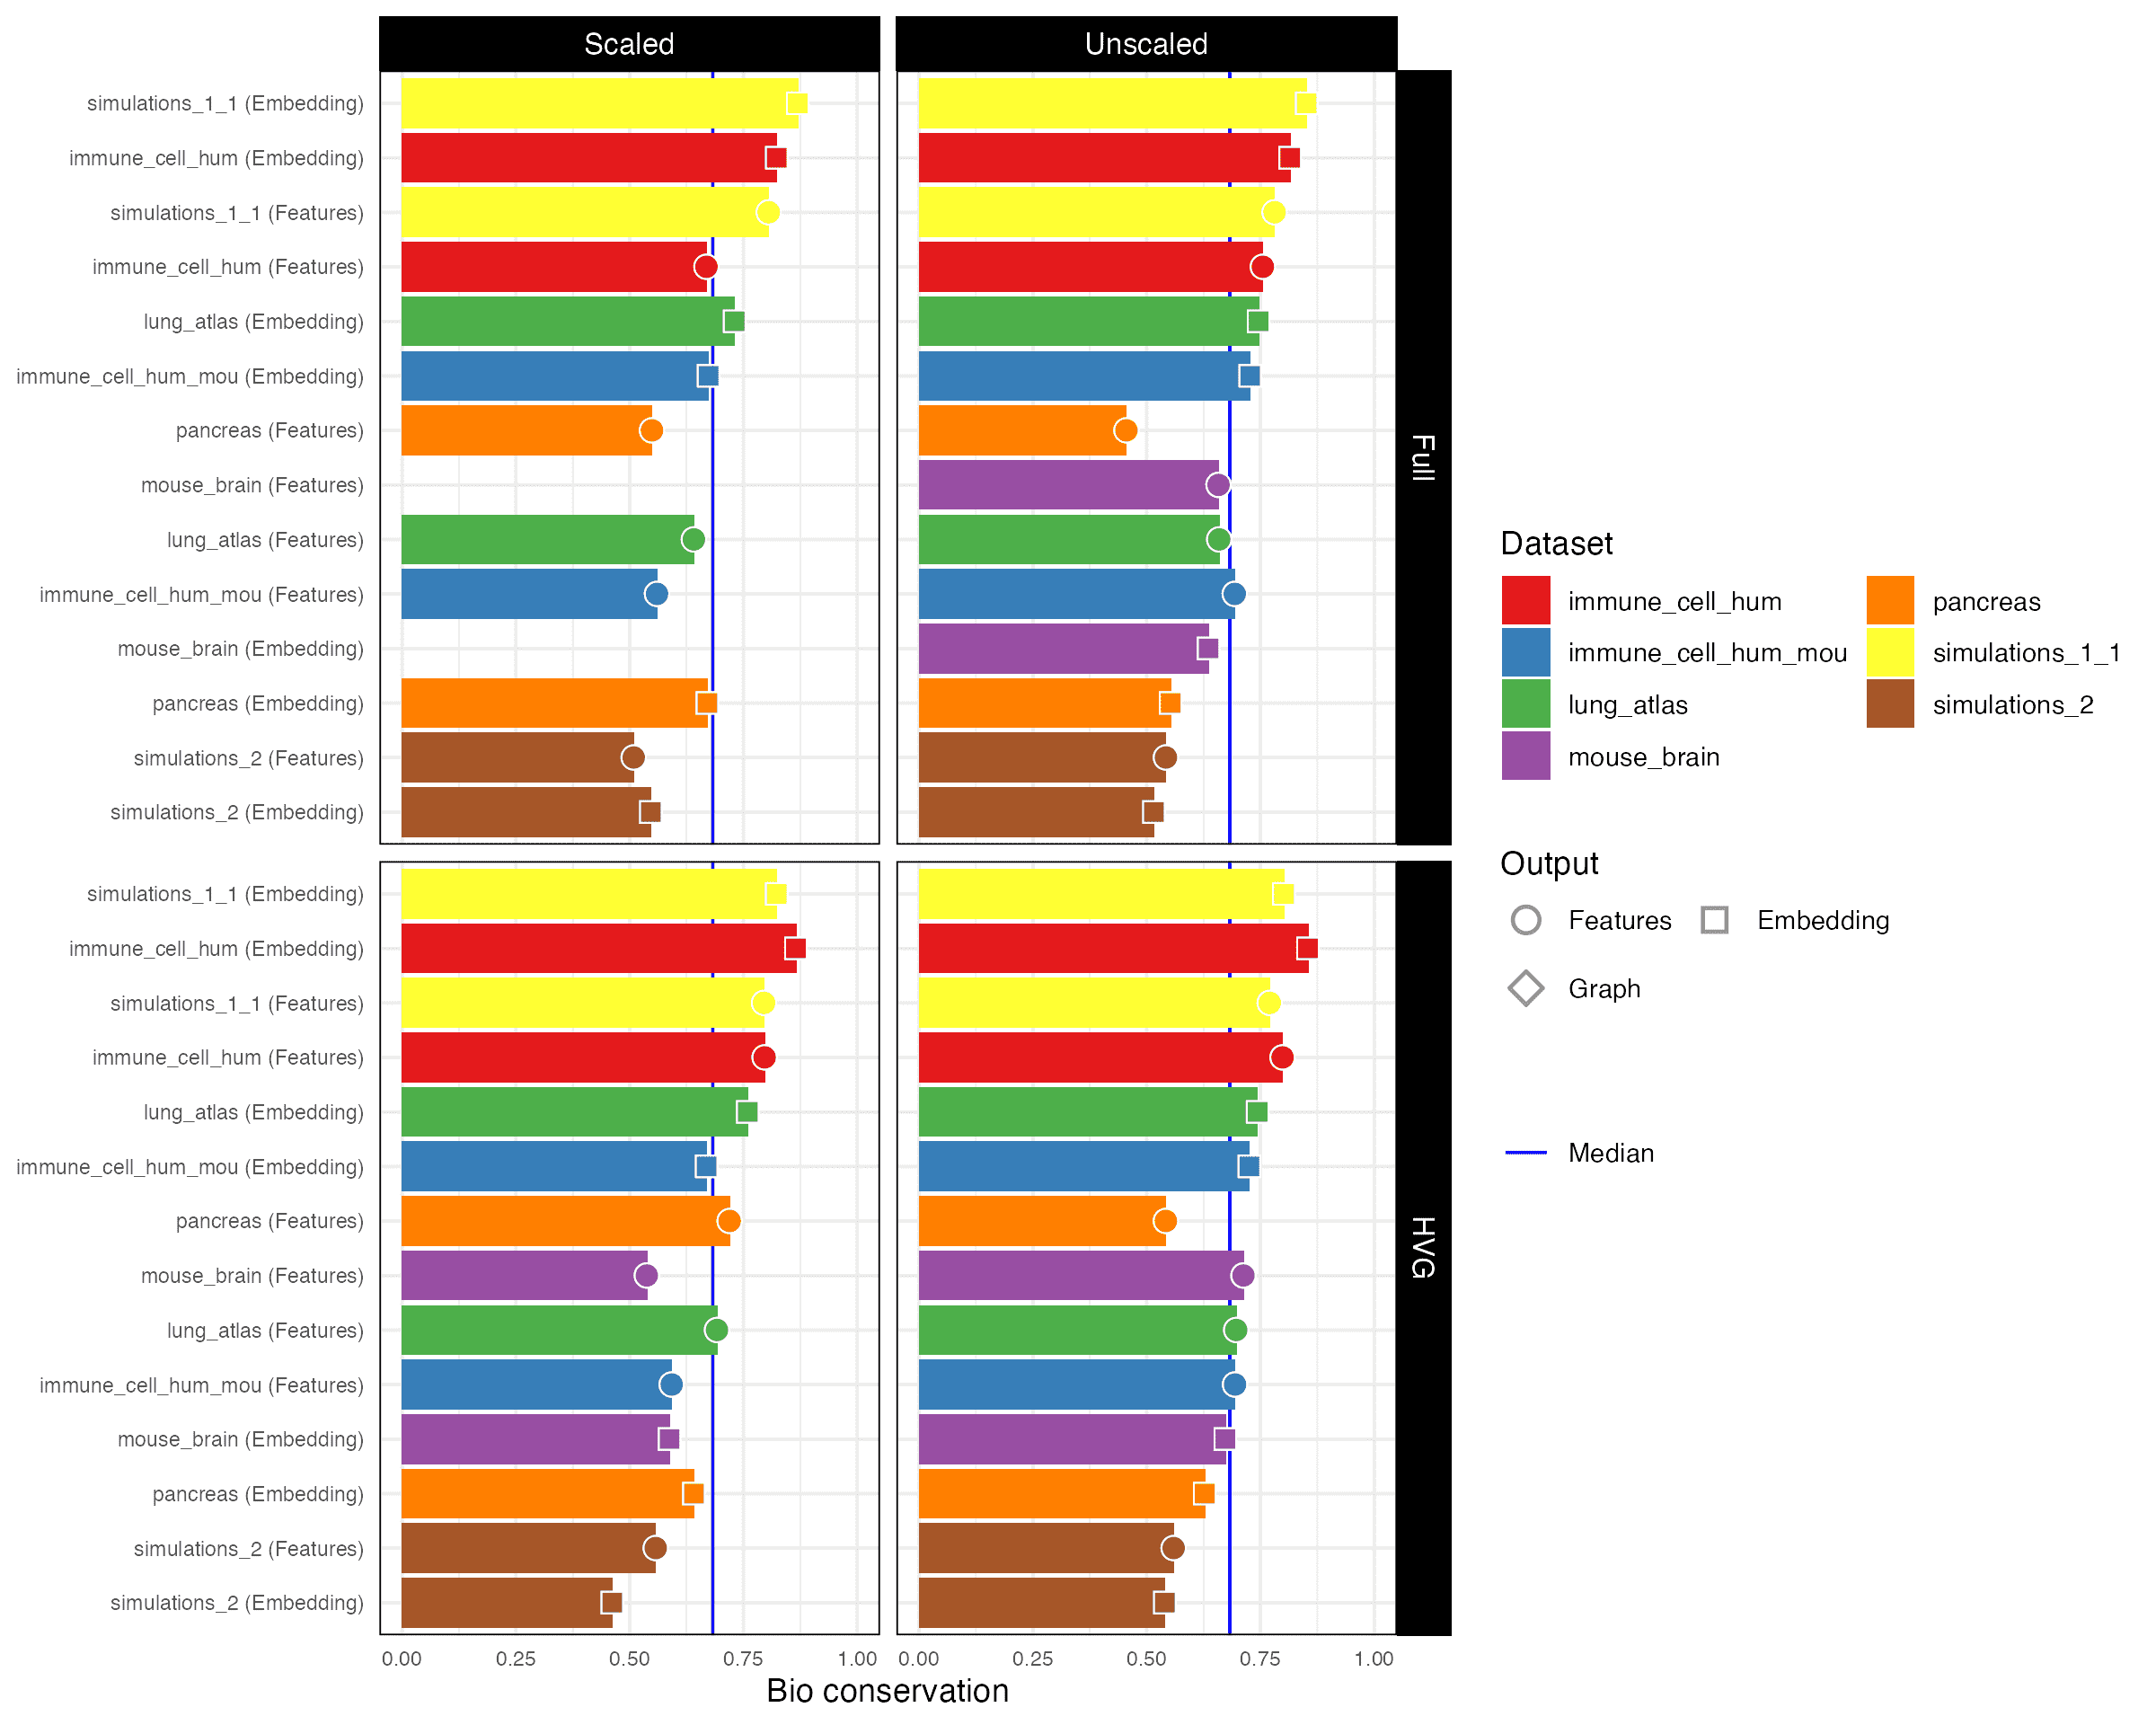 Scaled
Unscaled
simulations_1_1 (Embedding)
immune_cell_hum (Embedding)
simulations_1_1 (Features)
immune_cell_hum (Features)
lung_atlas (Embedding)
immune_cell_hum_mou (Embedding)
pancreas (Features)
mouse_brain (Features)
lung_atlas (Features)
immune_cell_hum_mou (Features)
mouse_brain (Embedding)
pancreas (Embedding)
simulations_2 (Features)
simulations_2 (Embedding)
Full
simulations_1_1 (Embedding)
immune_cell_hum (Embedding)
simulations_1_1 (Features)
immune_cell_hum (Features)
lung_atlas (Embedding)
immune_cell_hum_mou (Embedding)
pancreas (Features)
mouse_brain (Features)
lung_atlas (Features)
immune_cell_hum_mou (Features)
mouse_brain (Embedding)
pancreas (Embedding)
simulations_2 (Features)
simulations_2 (Embedding)
HVG
0.00 0.25 0.50 0.75 1.00
0.00 0.25 0.50 0.75 1.00
Bio conservation
Dataset
immune_cell_hum
immune_cell_hum_mou
lung_atlas
mouse_brain
pancreas
simulations_1_1
simulations_2
Output
Features
Embedding
Graph
Median